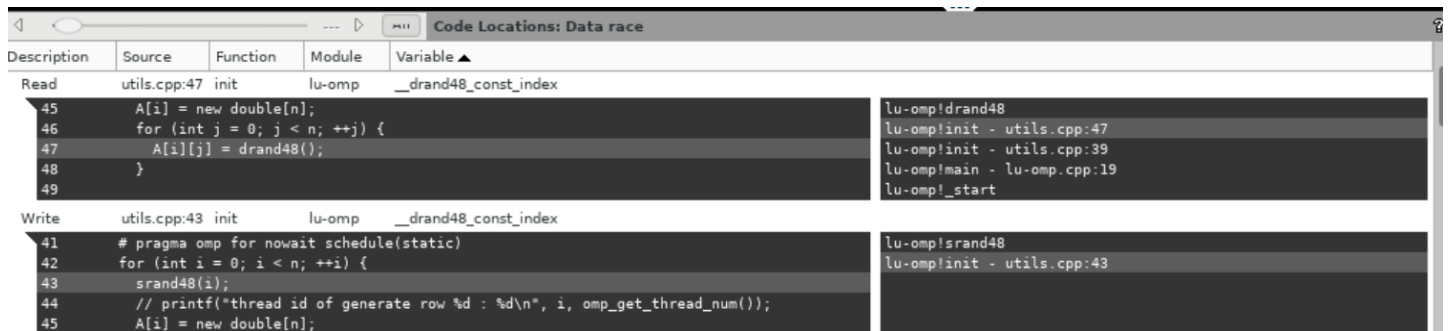 Code Locations: Data race
Description Source Function Module Variable
Read utils.cpp:47 init lu-omp __drand48_const_index
45 A[i] = new double[n];
46 for (int j = 0; j < n; ++j) {
47 A[i][j] = drand48();
48 }
49
lu-omp!drand48
lu-omp!init - utils.cpp:47
lu-omp!init - utils.cpp:39
lu-omp!main - lu-omp.cpp:19
lu-omp!_start
Write utils.cpp:43 init lu-omp __drand48_const_index
41 # pragma omp for nowait schedule(static)
42 for (int i = 0; i < n; ++i) {
43 srand48(i);
44 // printf("thread id of generate row %d : %d\n", i, omp_get_thread_num());
45 A[i] = new double[n];
lu-omp!srand48
lu-omp!init - utils.cpp:43